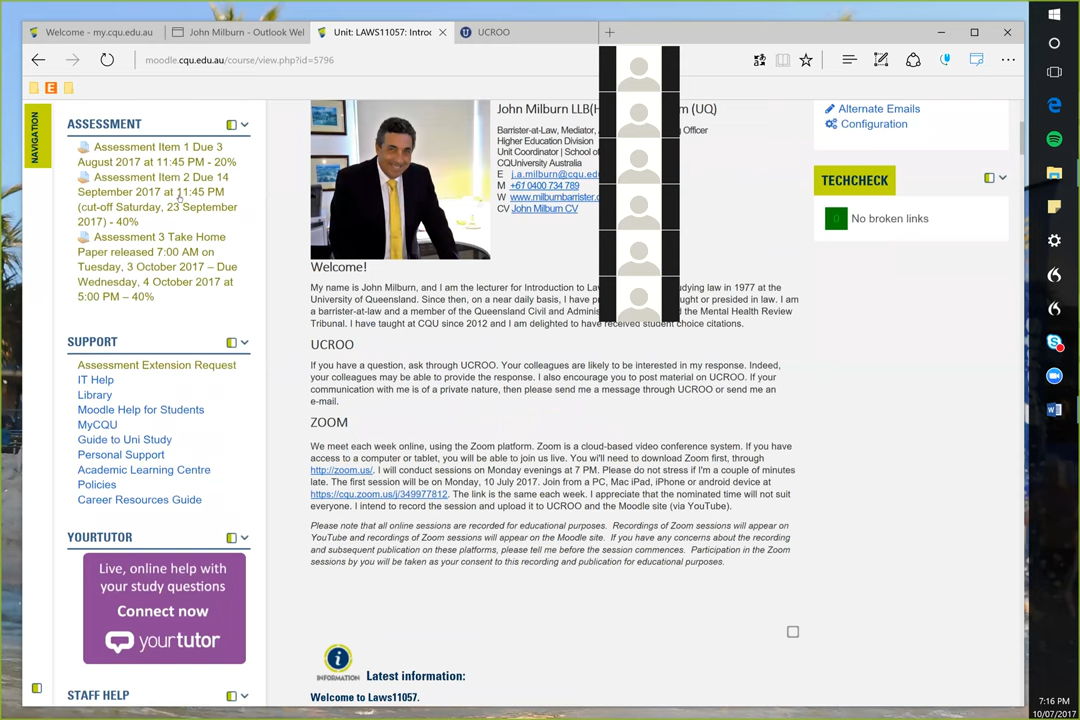 Welcome - my.cqu.edu.au
John Milburn - Outlook Wel
Unit: LAWS11057: Introc
UCROO
moodle.cqu.edu.au/course/view.php?id=5796
E
NAVIGATION
ASSESSMENT
Assessment Item 1 Due 3
August 2017 at 11:45 PM - 20%
Assessment Item 2 Due 14
September 2017 at 11:45 PM
(cut-off Saturday, 23 September
2017) - 40%
Assessment 3 Take Home
Paper released 7:00 AM on
Tuesday, 3 October 2017 – Due
Wednesday, 4 October 2017 at
5:00 PM – 40%
SUPPORT
Assessment Extension Request
IT Help
Library
Moodle Help for Students
MyCQU
Guide to Uni Study
Personal Support
Academic Learning Centre
Policies
Career Resources Guide
YOURTUTOR
Live, online help with
your study questions
Connect now
yourtutor
STAFF HELP
John Milburn LLB(H
m (UQ)
Barrister-at-Law, Mediator,
ng Officer
Higher Education Division
Unit Coordinator | School of
CQUniversity Australia
E j.a.milburn@cqu.edu
M +61 0400 734 789
W www.milburnbarrister.c
CV John Milburn CV
Welcome!
My name is John Milburn, and I am the lecturer for Introduction to La
udying law in 1977 at the
University of Queensland. Since then, on a near daily basis, I have pr
ught or presided in law. I am
a barrister-at-law and a member of the Queensland Civil and Adminis
d the Mental Health Review
Tribunal. I have taught at CQU since 2012 and I am delighted to have received student choice citations.
UCROO
If you have a question, ask through UCROO. Your colleagues are likely to be interested in my response. Indeed,
your colleagues may be able to provide the response. I also encourage you to post material on UCROO. If your
communication with me is of a private nature, then please send me a message through UCROO or send me an
e-mail.
ZOOM
We meet each week online, using the Zoom platform. Zoom is a cloud-based video conference system. If you have
access to a computer or tablet, you will be able to join us live. You wi'll need to download Zoom first, through
http://zoom.us/. I will conduct sessions on Monday evenings at 7 PM. Please do not stress if I'm a couple of minutes
late. The first session will be on Monday, 10 July 2017. Join from a PC, Mac iPad, iPhone or android device at
https://cqu.zoom.us/j/349977812. The link is the same each week. I appreciate that the nominated time will not suit
everyone. I intend to record the session and upload it to UCROO and the Moodle site (via YouTube).
Please note that all online sessions are recorded for educational purposes. Recordings of Zoom sessions will appear on
YouTube and recordings of Zoom sessions will appear on the Moodle site. If you have any concerns about the recording
and subsequent publication on these platforms, please tell me before the session commences. Participation in the Zoom
sessions by you will be taken as your consent to this recording and publication for educational purposes.
INFORMATION
Latest information:
Welcome to Laws11057.
Alternate Emails
Configuration
TECHCHECK
0 No broken links
7:16 PM
10/07/2017